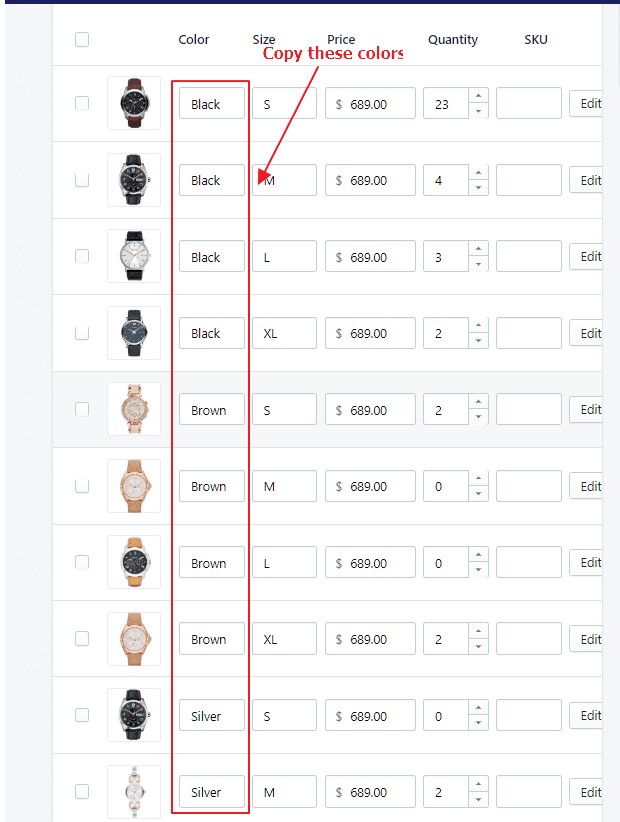 Color Size Price Quantity SKU
Copy these colors
Black S $ 689.00 23 Edit
Black M $ 689.00 4 Edit
Black L $ 689.00 3 Edit
Black XL $ 689.00 2 Edit
Brown S $ 689.00 2 Edit
Brown M $ 689.00 0 Edit
Brown L $ 689.00 0 Edit
Brown XL $ 689.00 2 Edit
Silver S $ 689.00 0 Edit
Silver M $ 689.00 2 Edit